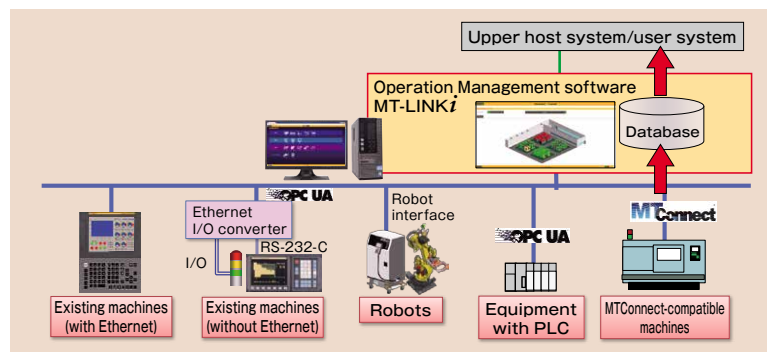 Upper host system/user system
Operation Management software
MT-LINKi
Database
OPC UA
Ethernet
I/O converter
RS-232-C
I/O
Robot
interface
OPC UA
MTConnect
Existing machines
(with Ethernet)
Existing machines
(without Ethernet)
Robots
Equipment
with PLC
MTConnect-compatible
machines